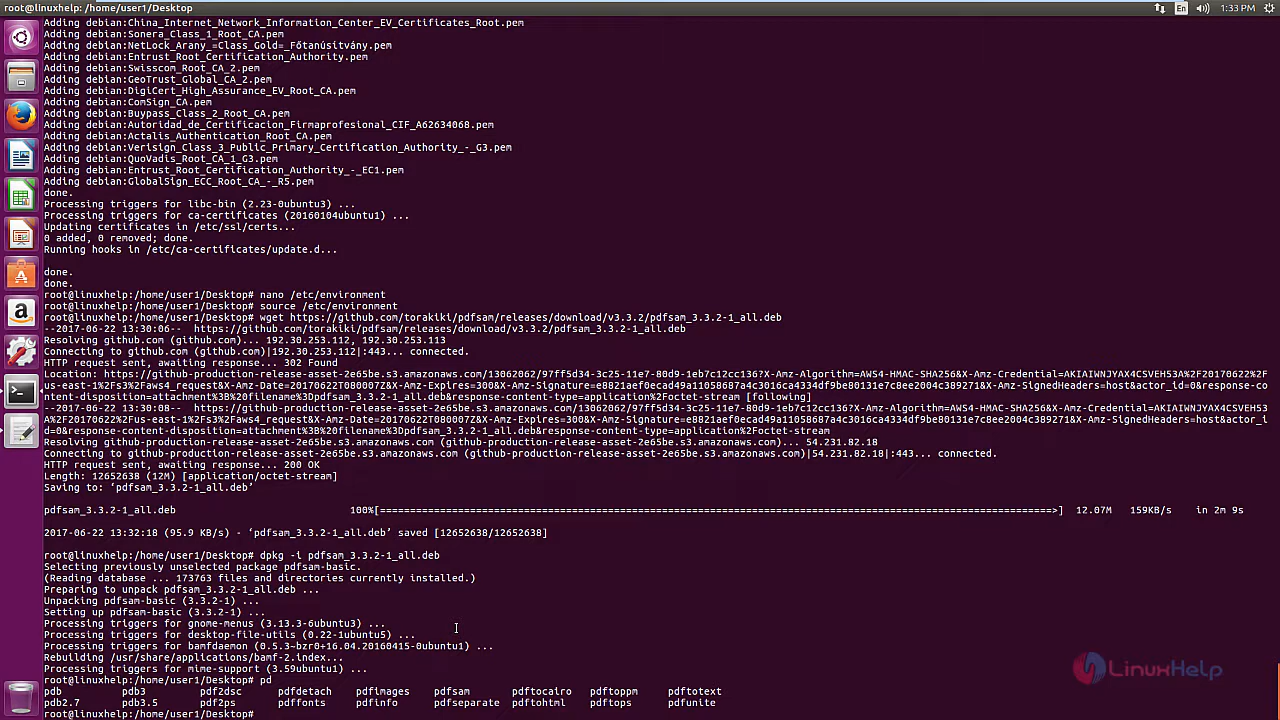 root@linuxhelp: /home/user1/Desktop
En
1:33 PM
Adding debian:China_Internet_Network_Information_Center_EV_Certificates_Root.pem
Adding debian:Sonera_Class_1_Root_CA.pem
Adding debian:NetLock_Arany_=Class_Gold=_Főtanúsítvány.pem
Adding debian:Entrust_Root_Certification_Authority.pem
Adding debian:Swisscom_Root_CA_2.pem
Adding debian:GeoTrust_Global_CA_2.pem
Adding debian:DigiCert_High_Assurance_EV_Root_CA.pem
Adding debian:ComSign_CA.pem
Adding debian:Buypass_Class_2_Root_CA.pem
Adding debian:Autoridad_de_Certificacion_Firmaprofesional_CIF_A62634068.pem
Adding debian:Actalis_Authentication_Root_CA.pem
Adding debian:Verisign_Class_3_Public_Primary_Certification_Authority_-_G3.pem
Adding debian:QuoVadis_Root_CA_1_G3.pem
Adding debian:Entrust_Root_Certification_Authority_-_EC1.pem
Adding debian:GlobalSign_ECC_Root_CA_-_R5.pem
done.
Processing triggers for libc-bin (2.23-0ubuntu3) ...
Processing triggers for ca-certificates (20160104ubuntu1) ...
Updating certificates in /etc/ssl/certs...
0 added, 0 removed; done.
Running hooks in /etc/ca-certificates/update.d...
done.
done.
root@linuxhelp:/home/user1/Desktop# nano /etc/environment
root@linuxhelp:/home/user1/Desktop# source /etc/environment
root@linuxhelp:/home/user1/Desktop# wget https://github.com/torakiki/pdfsam/releases/download/v3.3.2/pdfsam_3.3.2-1_all.deb
--2017-06-22 13:30:06--  https://github.com/torakiki/pdfsam/releases/download/v3.3.2/pdfsam_3.3.2-1_all.deb
Resolving github.com (github.com)... 192.30.253.112, 192.30.253.113
Connecting to github.com (github.com)|192.30.253.112|:443... connected.
HTTP request sent, awaiting response... 302 Found
Location: https://github-production-release-asset-2e65be.s3.amazonaws.com/13062062/97ff5d34-3c25-11e7-80d9-1eb7c12cc136?X-Amz-Algorithm=AWS4-HMAC-SHA256&X-Amz-Credential=AKIAIWNJYAX4CSVEH53A%2F20170622%2F
us-east-1%2Fs3%2Faws4_request&X-Amz-Date=20170622T080007Z&X-Amz-Expires=300&X-Amz-Signature=e8821aef0ecad49a11058687a4c3016ca4334df9be80131e7c8ee2004c389271&X-Amz-SignedHeaders=host&actor_id=0&response-co
ntent-disposition=attachment%3B%20filename%3Dpdfsam_3.3.2-1_all.deb&response-content-type=application%2Foctet-stream [following]
--2017-06-22 13:30:08--  https://github-production-release-asset-2e65be.s3.amazonaws.com/13062062/97ff5d34-3c25-11e7-80d9-1eb7c12cc136?X-Amz-Algorithm=AWS4-HMAC-SHA256&X-Amz-Credential=AKIAIWNJYAX4CSVEH53
A%2F20170622%2Fus-east-1%2Fs3%2Faws4_request&X-Amz-Date=20170622T080007Z&X-Amz-Expires=300&X-Amz-Signature=e8821aef0ecad49a11058687a4c3016ca4334df9be80131e7c8ee2004c389271&X-Amz-SignedHeaders=host&actor_i
d=0&response-content-disposition=attachment%3B%20filename%3Dpdfsam_3.3.2-1_all.deb&response-content-type=application%2Foctet-stream
Resolving github-production-release-asset-2e65be.s3.amazonaws.com (github-production-release-asset-2e65be.s3.amazonaws.com)... 54.231.82.18
Connecting to github-production-release-asset-2e65be.s3.amazonaws.com (github-production-release-asset-2e65be.s3.amazonaws.com)|54.231.82.18|:443... connected.
HTTP request sent, awaiting response... 200 OK
Length: 12652638 (12M) [application/octet-stream]
Saving to: ‘pdfsam_3.3.2-1_all.deb’
pdfsam_3.3.2-1_all.deb 100%[================================================================================================================>] 12.07M 159KB/s in 2m 9s
2017-06-22 13:32:18 (95.9 KB/s) - ‘pdfsam_3.3.2-1_all.deb’ saved [12652638/12652638]
root@linuxhelp:/home/user1/Desktop# dpkg -i pdfsam_3.3.2-1_all.deb
Selecting previously unselected package pdfsam-basic.
(Reading database ... 173763 files and directories currently installed.)
Preparing to unpack pdfsam_3.3.2-1_all.deb ...
Unpacking pdfsam-basic (3.3.2-1) ...
Setting up pdfsam-basic (3.3.2-1) ...
Processing triggers for gnome-menus (3.13.3-6ubuntu3) ...
Processing triggers for desktop-file-utils (0.22-1ubuntu5) ...
Processing triggers for bamfdaemon (0.5.3~bzr0+16.04.20160415-0ubuntu1) ...
Rebuilding /usr/share/applications/bamf-2.index...
Processing triggers for mime-support (3.59ubuntu1) ...
root@linuxhelp:/home/user1/Desktop# pd
pdb pdb3 pdf2dsc pdfdetach pdfimages pdfsam pdftocairo pdftoppm pdftotext
pdb2.7 pdb3.5 pdf2ps pdffonts pdfinfo pdfseparate pdftohtml pdftops pdfunite
root@linuxhelp:/home/user1/Desktop#
LinuxHelp